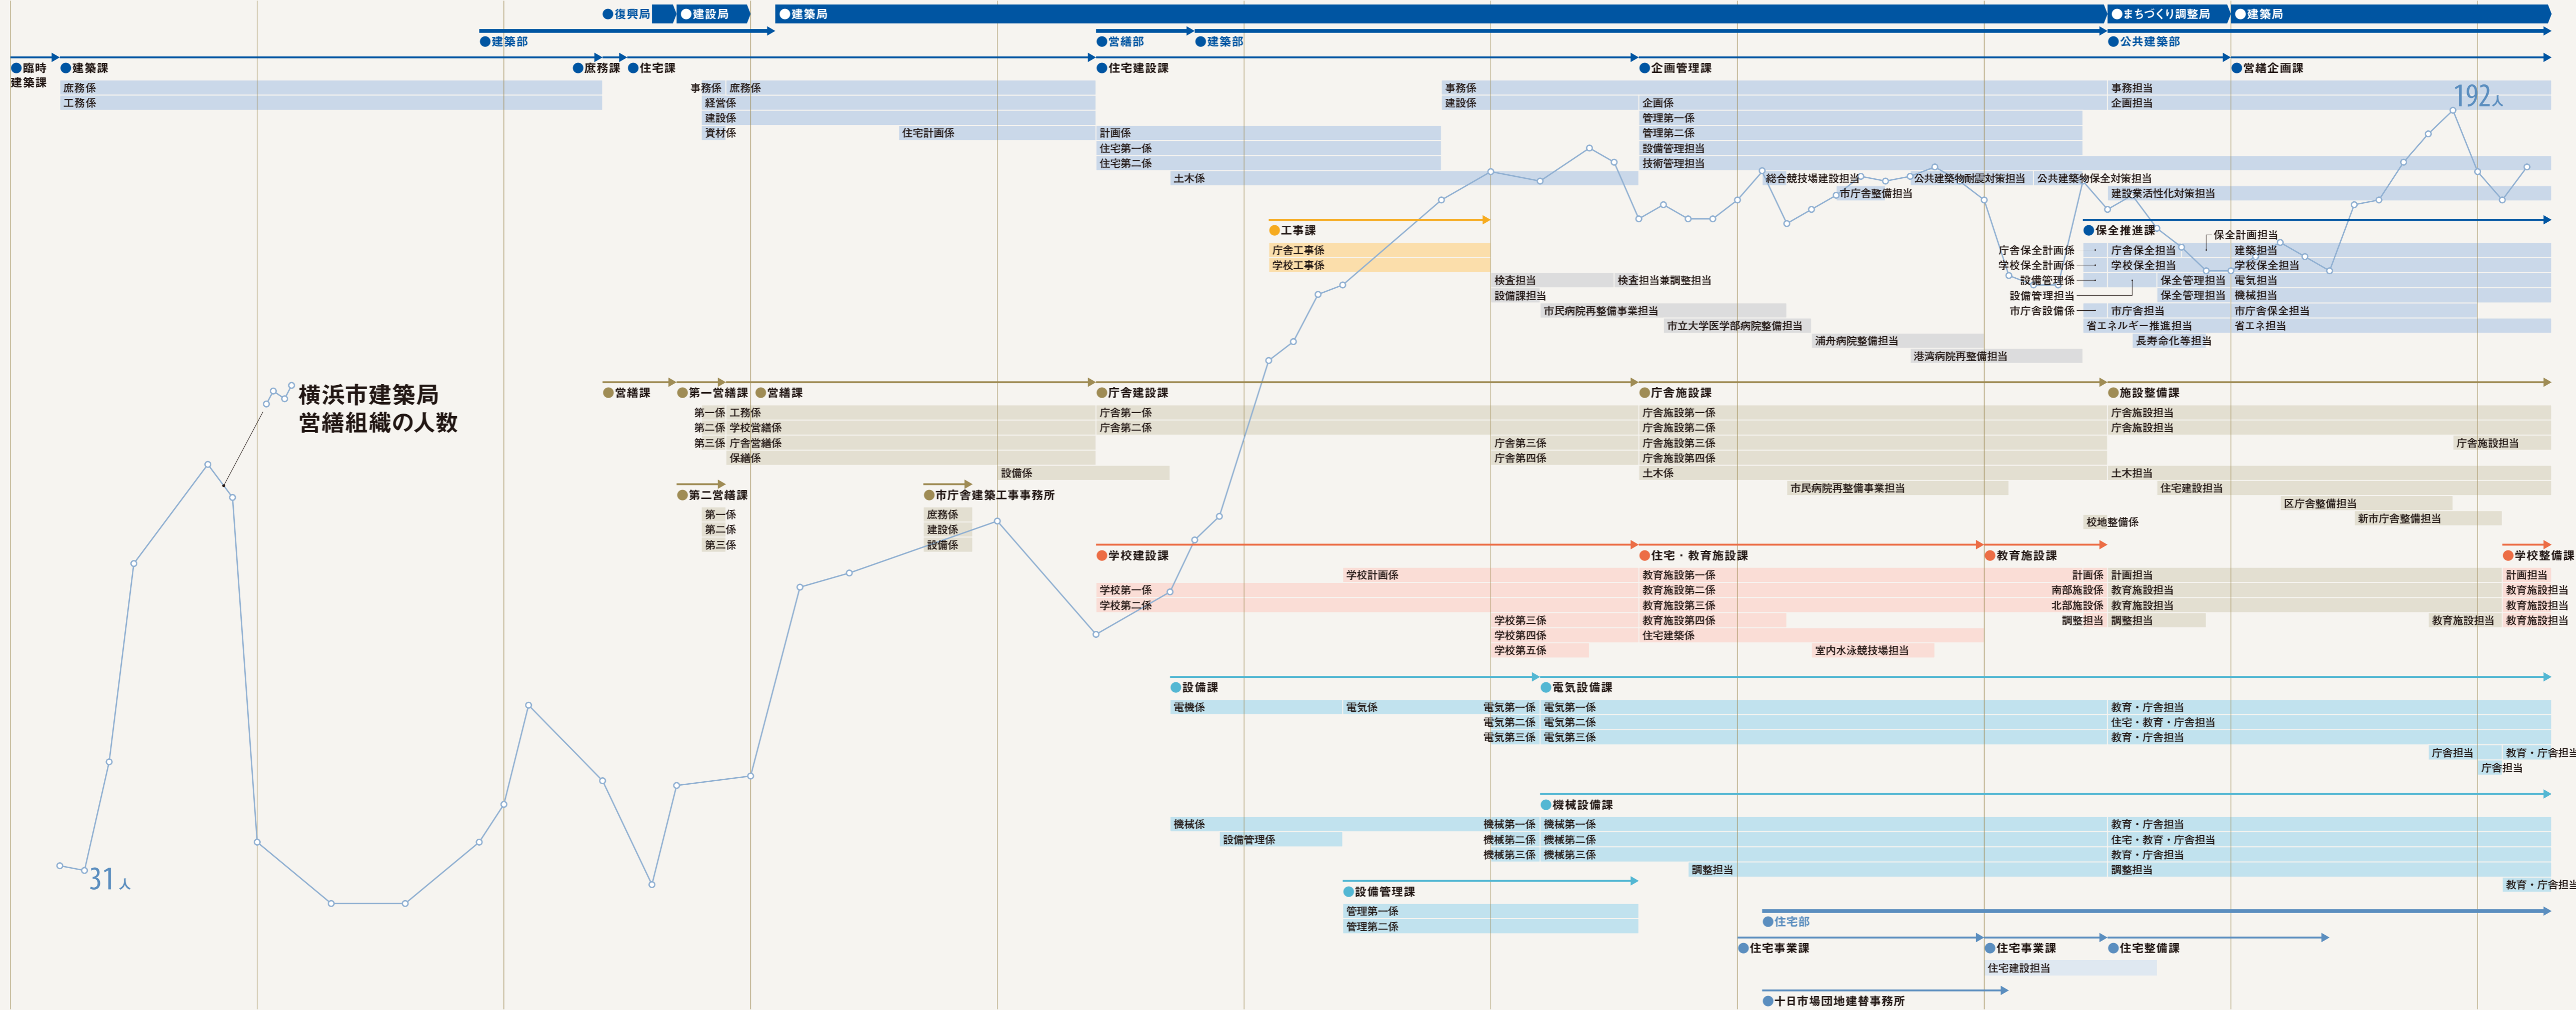 ●復興局 ●建設局 ●建築局 ●まちづくり調整局 ●建築局
●建築部 ●営繕部 ●建築部 ●公共建築部
●臨時 ●建築課 ●庶務課 ●住宅課 ●住宅建設課 ●企画管理課 ●営繕企画課
建築課
庶務係 事務係 庶務係 事務係 事務担当
工務係 経営係 建設係 企画係 企画担当
192人
建設係 管理第一係
資材係 住宅計画係 計画係 管理第二係
住宅第一係 設備管理担当
住宅第二係 技術管理担当
土木係 総合競技場建設担当 公共建築物耐震対策担当 公共建築物保全対策担当
市庁舎整備担当 建設業活性化対策担当
●工事課 ●保全推進課
保全計画担当
庁舎工事係 庁舎保全計画係 庁舎保全担当 建築担当
学校工事係 学校保全計画係 学校保全担当 学校保全担当
検査担当 検査担当兼調整担当 設備管理係 保全管理担当 電気担当
設備課担当 設備管理担当 保全管理担当 機械担当
市民病院再整備事業担当 市庁舎設備係 市庁舎担当 市庁舎保全担当
市立大学医学部病院整備担当 省エネルギー推進担当 省エネ担当
浦舟病院整備担当 長寿命化等担当
港湾病院再整備担当
横浜市建築局
営繕組織の人数
●営繕課 ●第一営繕課 ●営繕課 ●庁舎建設課 ●庁舎施設課 ●施設整備課
第一係 工務係 庁舎第一係 庁舎施設第一係 庁舎施設担当
第二係 学校営繕係 庁舎第二係 庁舎施設第二係 庁舎施設担当
第三係 庁舎営繕係 庁舎第三係 庁舎施設第三係 庁舎施設担当
保繕係 庁舎第四係 庁舎施設第四係
設備係 土木係 土木担当
●第二営繕課 ●市庁舎建築工事事務所 市民病院再整備事業担当 住宅建設担当
区庁舎整備担当
第一係 庶務係 新市庁舎整備担当
第二係 建設係 校地整備係
第三係 設備係
●学校建設課 ●住宅・教育施設課 ●教育施設課 ●学校整備課
学校計画係 教育施設第一係 計画係 計画担当 計画担当
学校第一係 教育施設第二係 南部施設係 教育施設担当 教育施設担当
学校第二係 教育施設第三係 北部施設係 教育施設担当 教育施設担当
学校第三係 教育施設第四係 調整担当 調整担当 教育施設担当 教育施設担当
学校第四係 住宅建築係
学校第五係 室内水泳競技場担当
●設備課 ●電気設備課
電機係 電気係 電気第一係 電気第一係 教育・庁舎担当
電気第二係 電気第二係 住宅・教育・庁舎担当
電気第三係 電気第三係 教育・庁舎担当
庁舎担当 教育・庁舎担当
庁舎担当
●機械設備課
機械係 機械第一係 機械第一係 教育・庁舎担当
設備管理係 機械第二係 機械第二係 住宅・教育・庁舎担当
機械第三係 機械第三係 教育・庁舎担当
調整担当 調整担当
31人
●設備管理課 教育・庁舎担当
管理第一係
管理第二係
●住宅部
●住宅事業課 ●住宅事業課 ●住宅整備課
住宅建設担当
●十日市場団地建替事務所